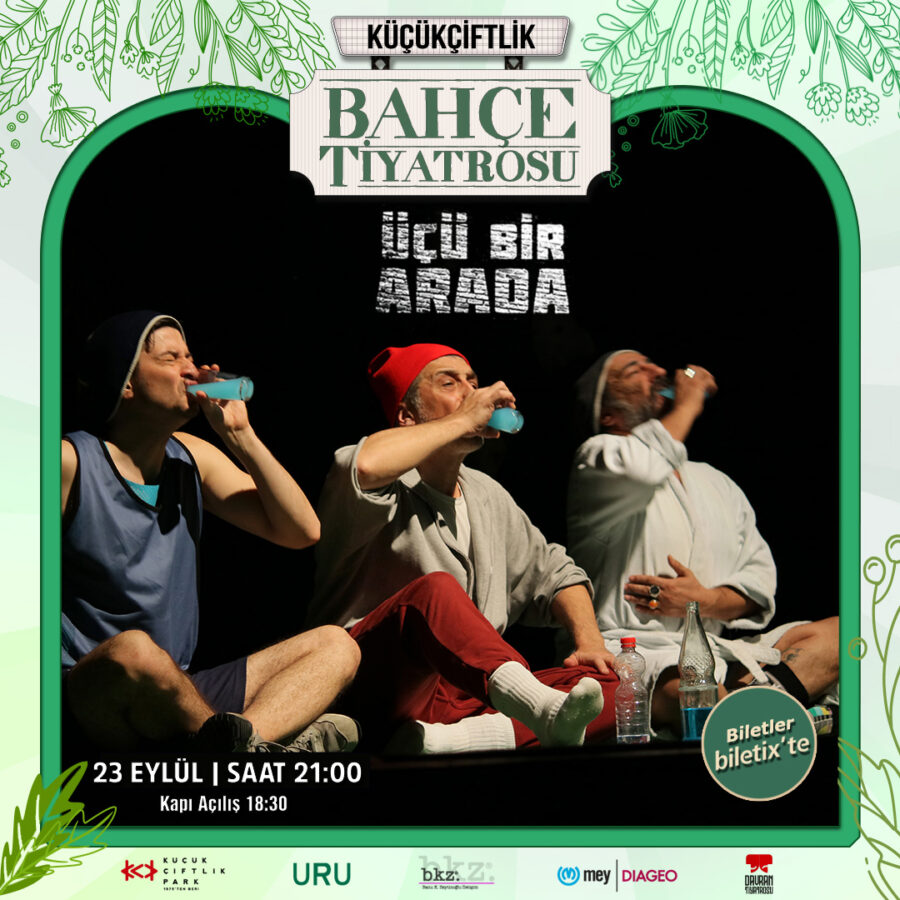 KÜÇÜKÇİFTLİK
BAHÇE
TİYATROSU
ÜÇÜ BİR
ARADA
Biletler
biletix'te
23 EYLÜL | SAAT 21:00
Kapı Açılış 18:30
KÜÇÜK
ÇİFTLİK
PARK
URU
bkz:
mey | DIAGEO
DAVRAN
TİYATROSU